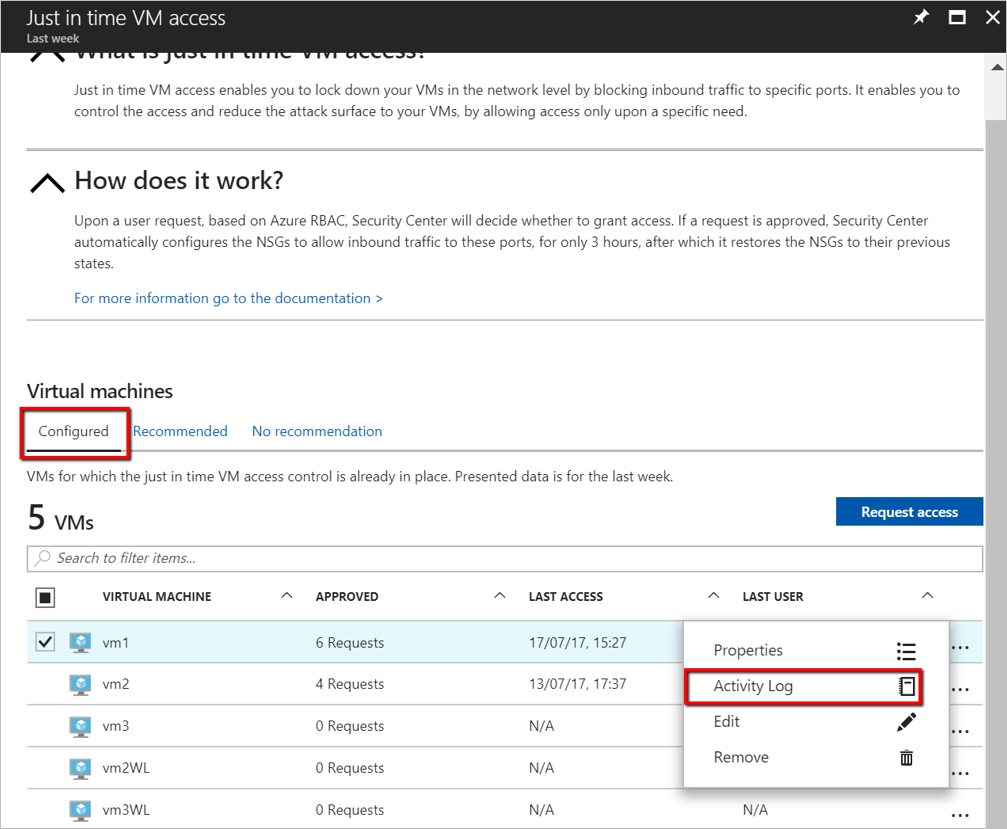 Just in time VM access
Last week
What is just in time VM access?
Just in time VM access enables you to lock down your VMs in the network level by blocking inbound traffic to specific ports. It enables you to
control the access and reduce the attack surface to your VMs, by allowing access only upon a specific need.
How does it work?
Upon a user request, based on Azure RBAC, Security Center will decide whether to grant access. If a request is approved, Security Center
automatically configures the NSGs to allow inbound traffic to these ports, for only 3 hours, after which it restores the NSGs to their previous
states.
For more information go to the documentation >
Virtual machines
Configured Recommended No recommendation
VMs for which the just in time VM access control is already in place. Presented data is for the last week.
5 VMs Request access
Search to filter items...
VIRTUAL MACHINE APPROVED LAST ACCESS LAST USER
vm1 6 Requests 17/07/17, 15:27 Properties ...
vm2 4 Requests 13/07/17, 17:37 Activity Log ...
vm3 0 Requests N/A Edit ...
vm2WL 0 Requests N/A Remove ...
vm3WL 0 Requests N/A N/A ...